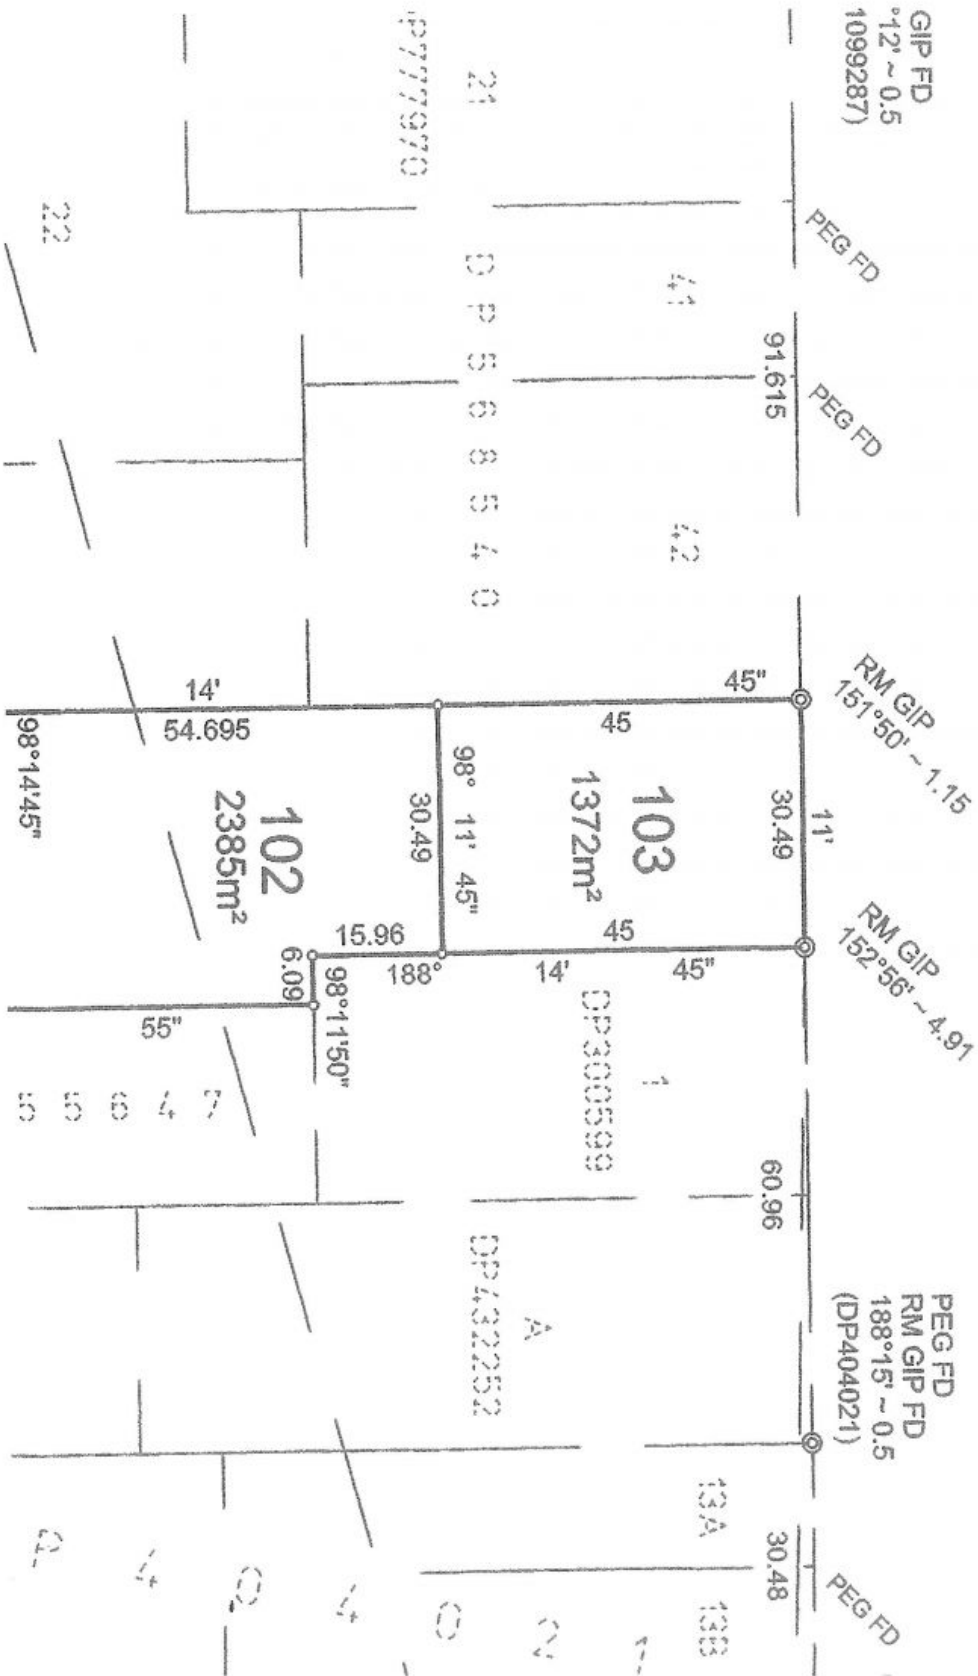 GIP FD
°12' ~ 0.5
1099287)
PEG FD
PEG FD
91.615
RM GIP
151°50' ~ 1.15
11'
30.49
RM GIP
152°56' ~ 4.91
60.96
PEG FD
RM GIP FD
188°15' ~ 0.5
(DP404021)
30.48
PEG FD
21
P777970
22
41
DP568540
42
45"
45
103
1372m²
98° 11' 45"
30.49
14'
54.695
98°14'45"
102
2385m²
45
188° 14' 45"
15.96
6.09
98°11'50"
55"
1
DP300599
A
DP432252
13A
13B
P404021